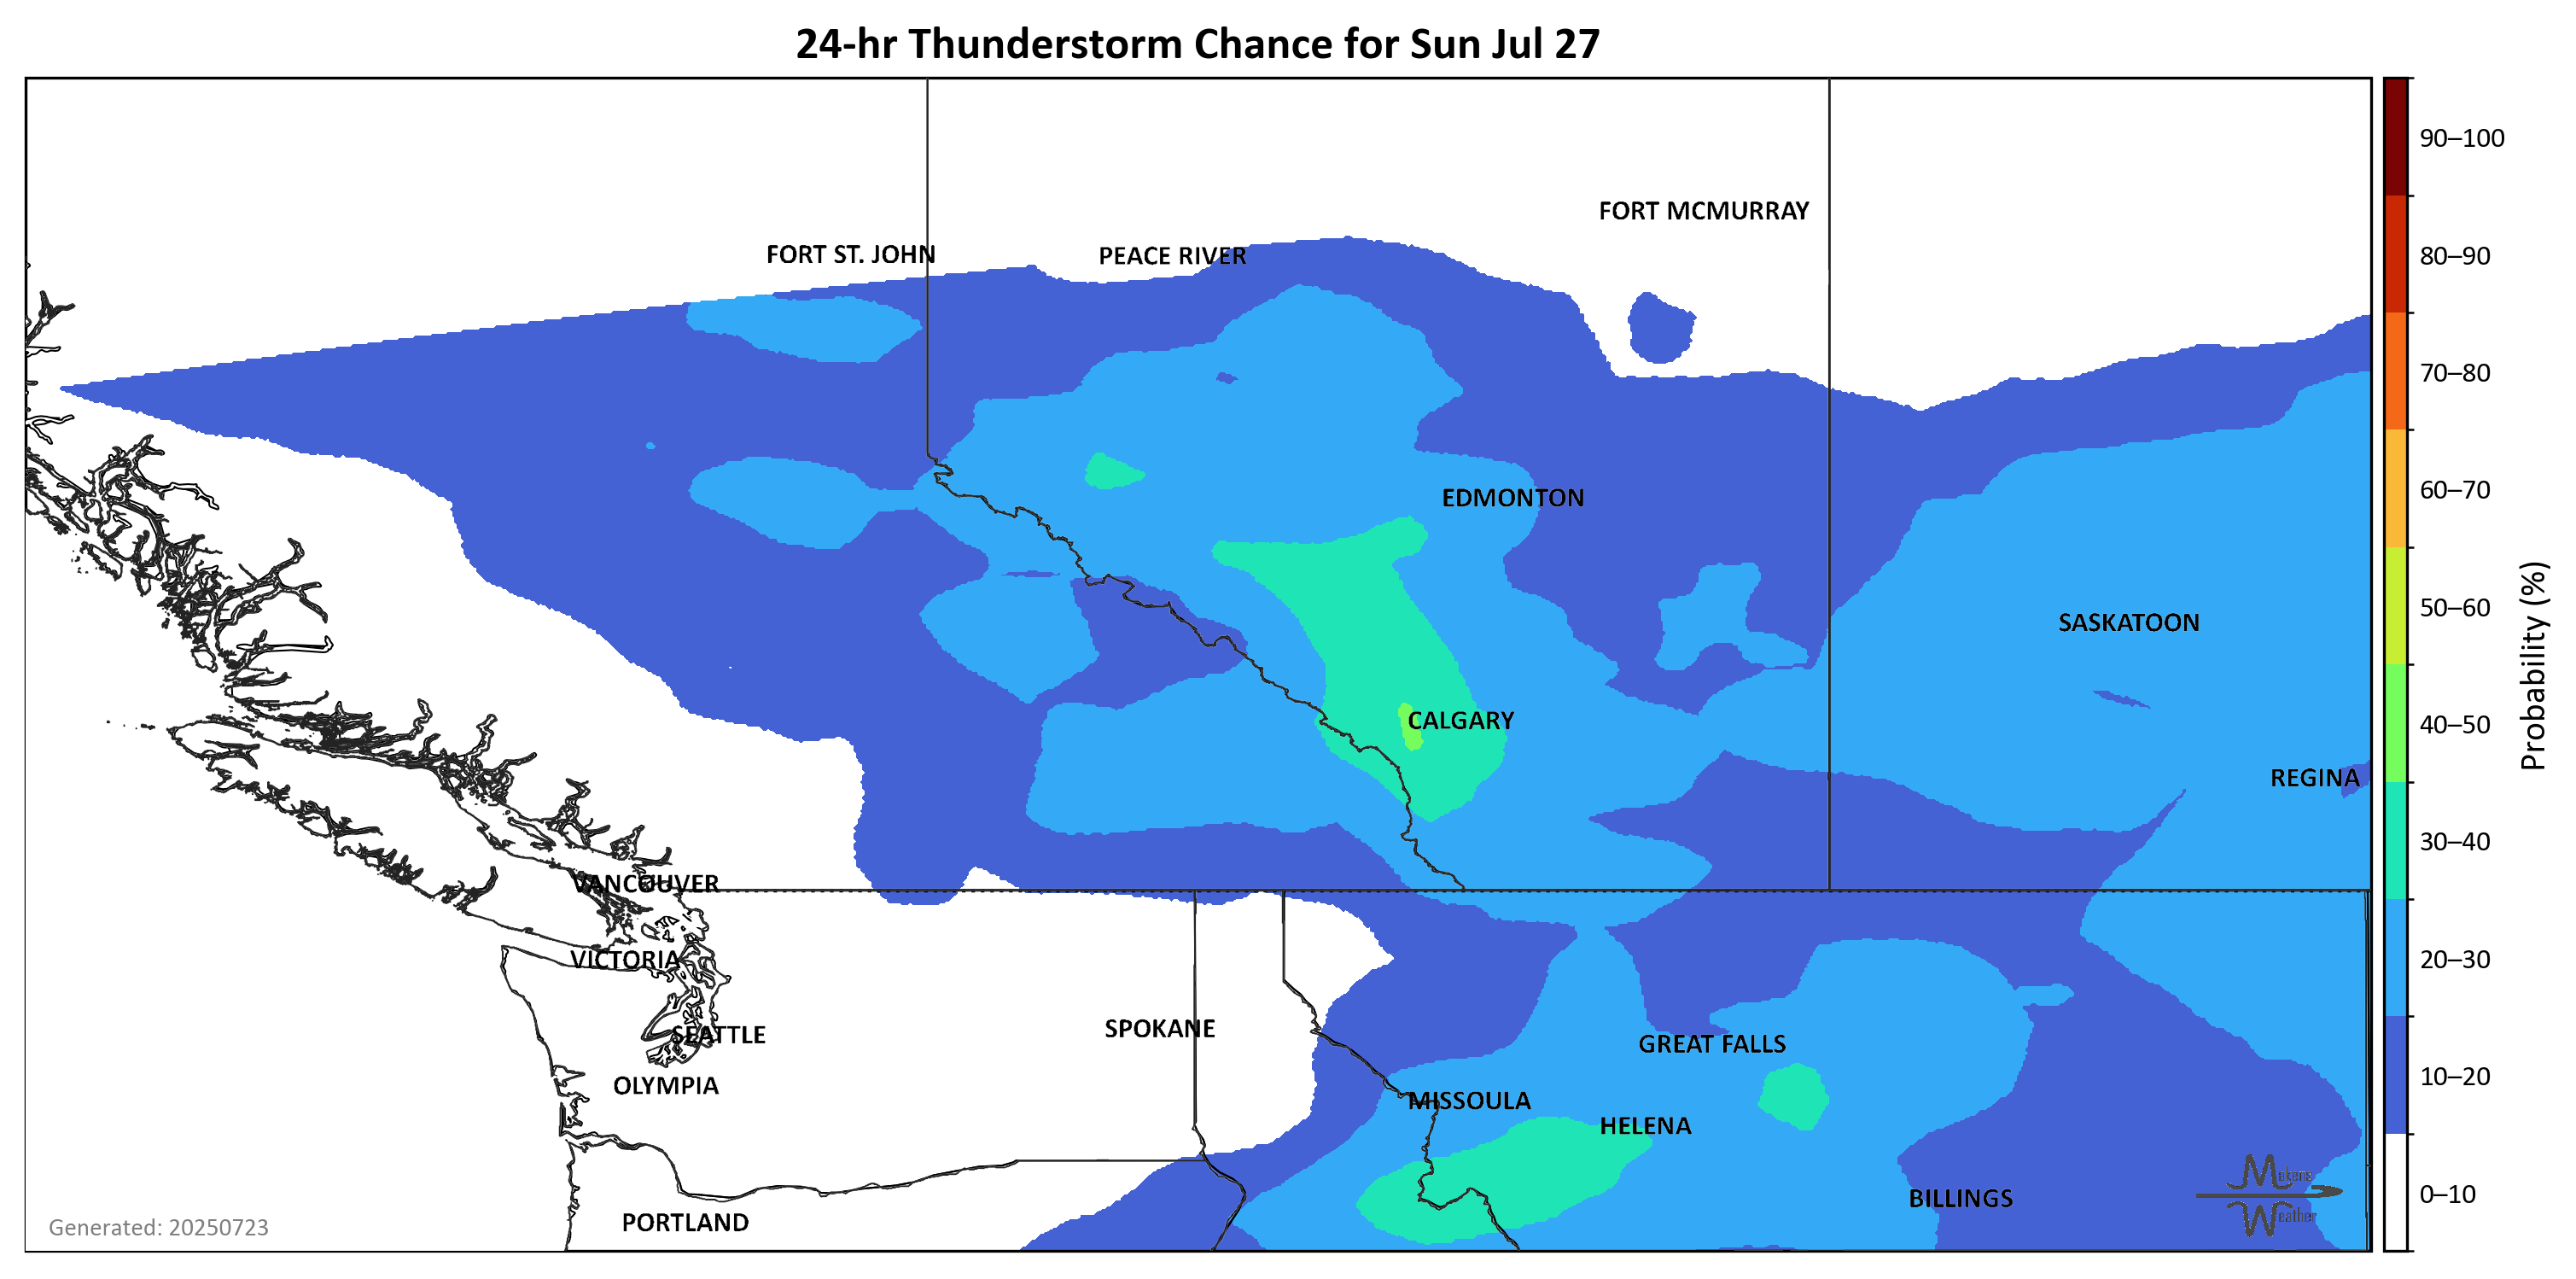 24-hr Thunderstorm Chance for Sun Jul 27
90–100
FORT MCMURRAY
FORT ST. JOHN
PEACE RIVER
80–90
70–80
60–70
EDMONTON
50–60
SASKATOON
Probability (%)
CALGARY
40–50
REGINA
30–40
VANCOUVER
VICTORIA
20–30
SPOKANE
SEATTLE
GREAT FALLS
OLYMPIA
10–20
MISSOULA
HELENA
Mekens
Weather
0–10
BILLINGS
PORTLAND
Generated: 20250723